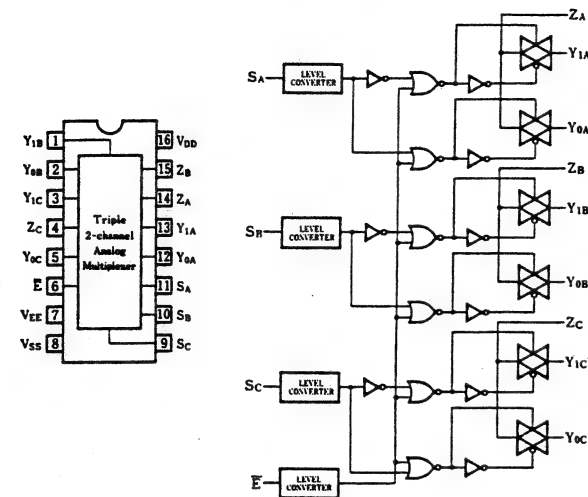 Y1B 1
Y0B 2
Y1C 3
ZC 4
Y0C 5
E̅ 6
VEE 7
VSS 8
16 VDD
15 ZB
14 ZA
13 Y1A
12 Y0A
11 SA
10 SB
9 SC
Triple
2-channel
Analog
Multiplexer
SA
LEVEL
CONVERTER
ZA
Y1A
Y0A
SB
LEVEL
CONVERTER
ZB
Y1B
Y0B
SC
LEVEL
CONVERTER
ZC
Y1C
Y0C
E̅
LEVEL
CONVERTER